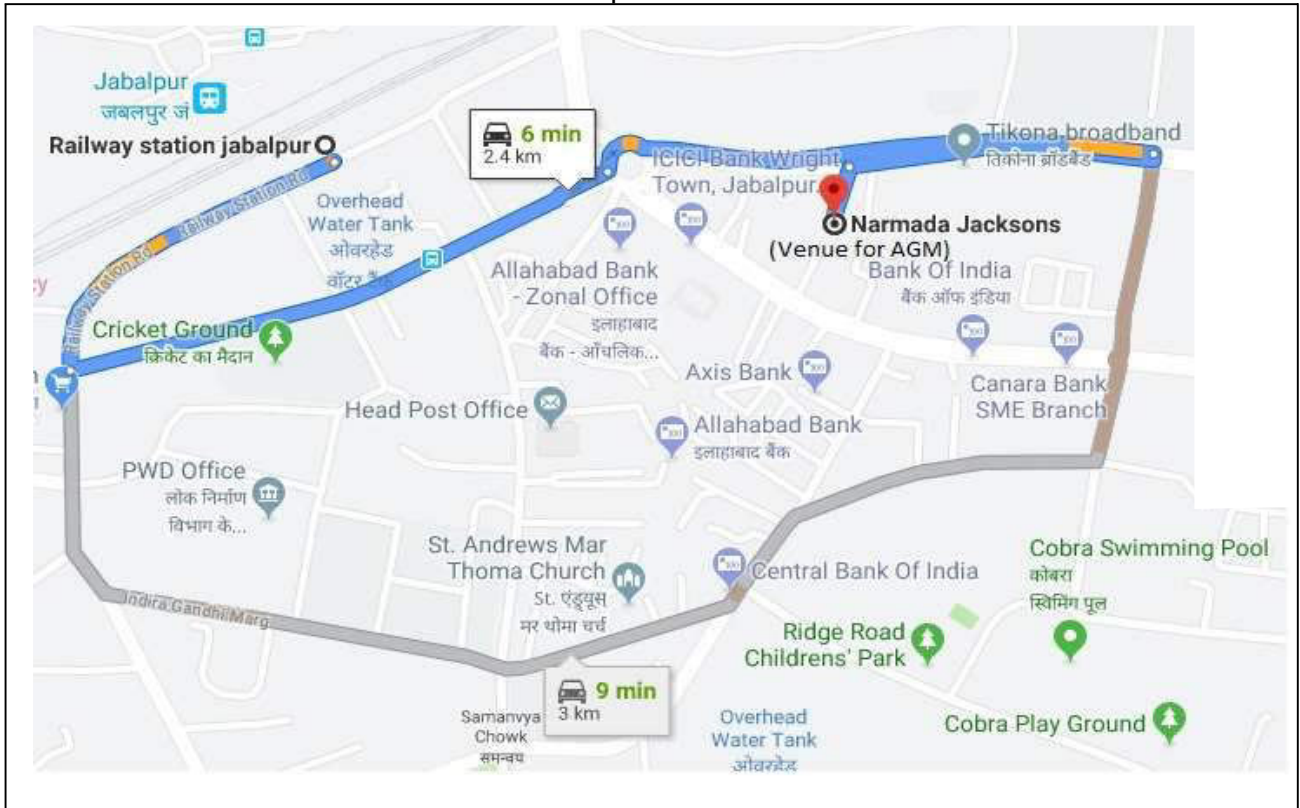 Jabalpur
जबलपुर जं
Railway station jabalpur
6 min
2.4 km
Tikona broadband
तिकोना ब्रॉडबैंड
ICICI Bank Wright
Town, Jabalpur.
Railway Station Rd
Railway Station Rd
Railway Station Rd
Overhead
Water Tank
ओवरहेड
वॉटर टैंक
Narmada Jacksons
(Venue for AGM)
Allahabad Bank
- Zonal Office
इलाहाबाद
बैंक - आँचलिक...
Bank Of India
बैंक ऑफ इंडिया
Cricket Ground
क्रिकेट का मैदान
Axis Bank
Canara Bank
SME Branch
Head Post Office
Allahabad Bank
इलाहाबाद बैंक
PWD Office
लोक निर्माण
विभाग के...
St. Andrews Mar
Thoma Church
St. एंड्र्यूस
मर थोमा चर्च
Central Bank Of India
Cobra Swimming Pool
कोबरा
स्विमिंग पूल
Indira Gandhi Marg
Ridge Road
Childrens' Park
9 min
3 km
Samanvya
Chowk
समन्वय
Overhead
Water Tank
ओवरहेड
Cobra Play Ground